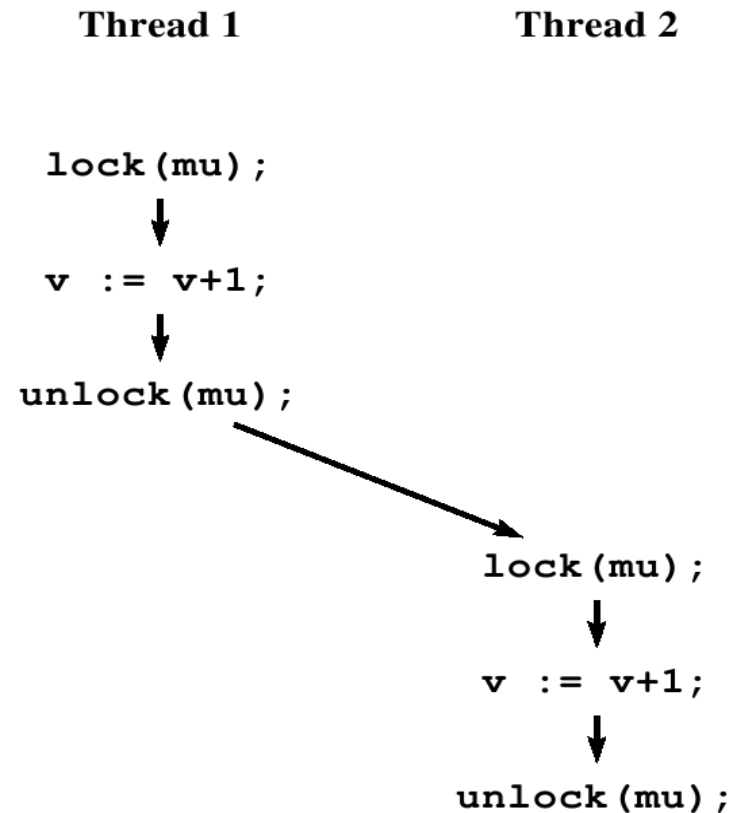 Thread 1 Thread 2
lock(mu);
v := v+1;
unlock(mu);
lock(mu);
v := v+1;
unlock(mu);